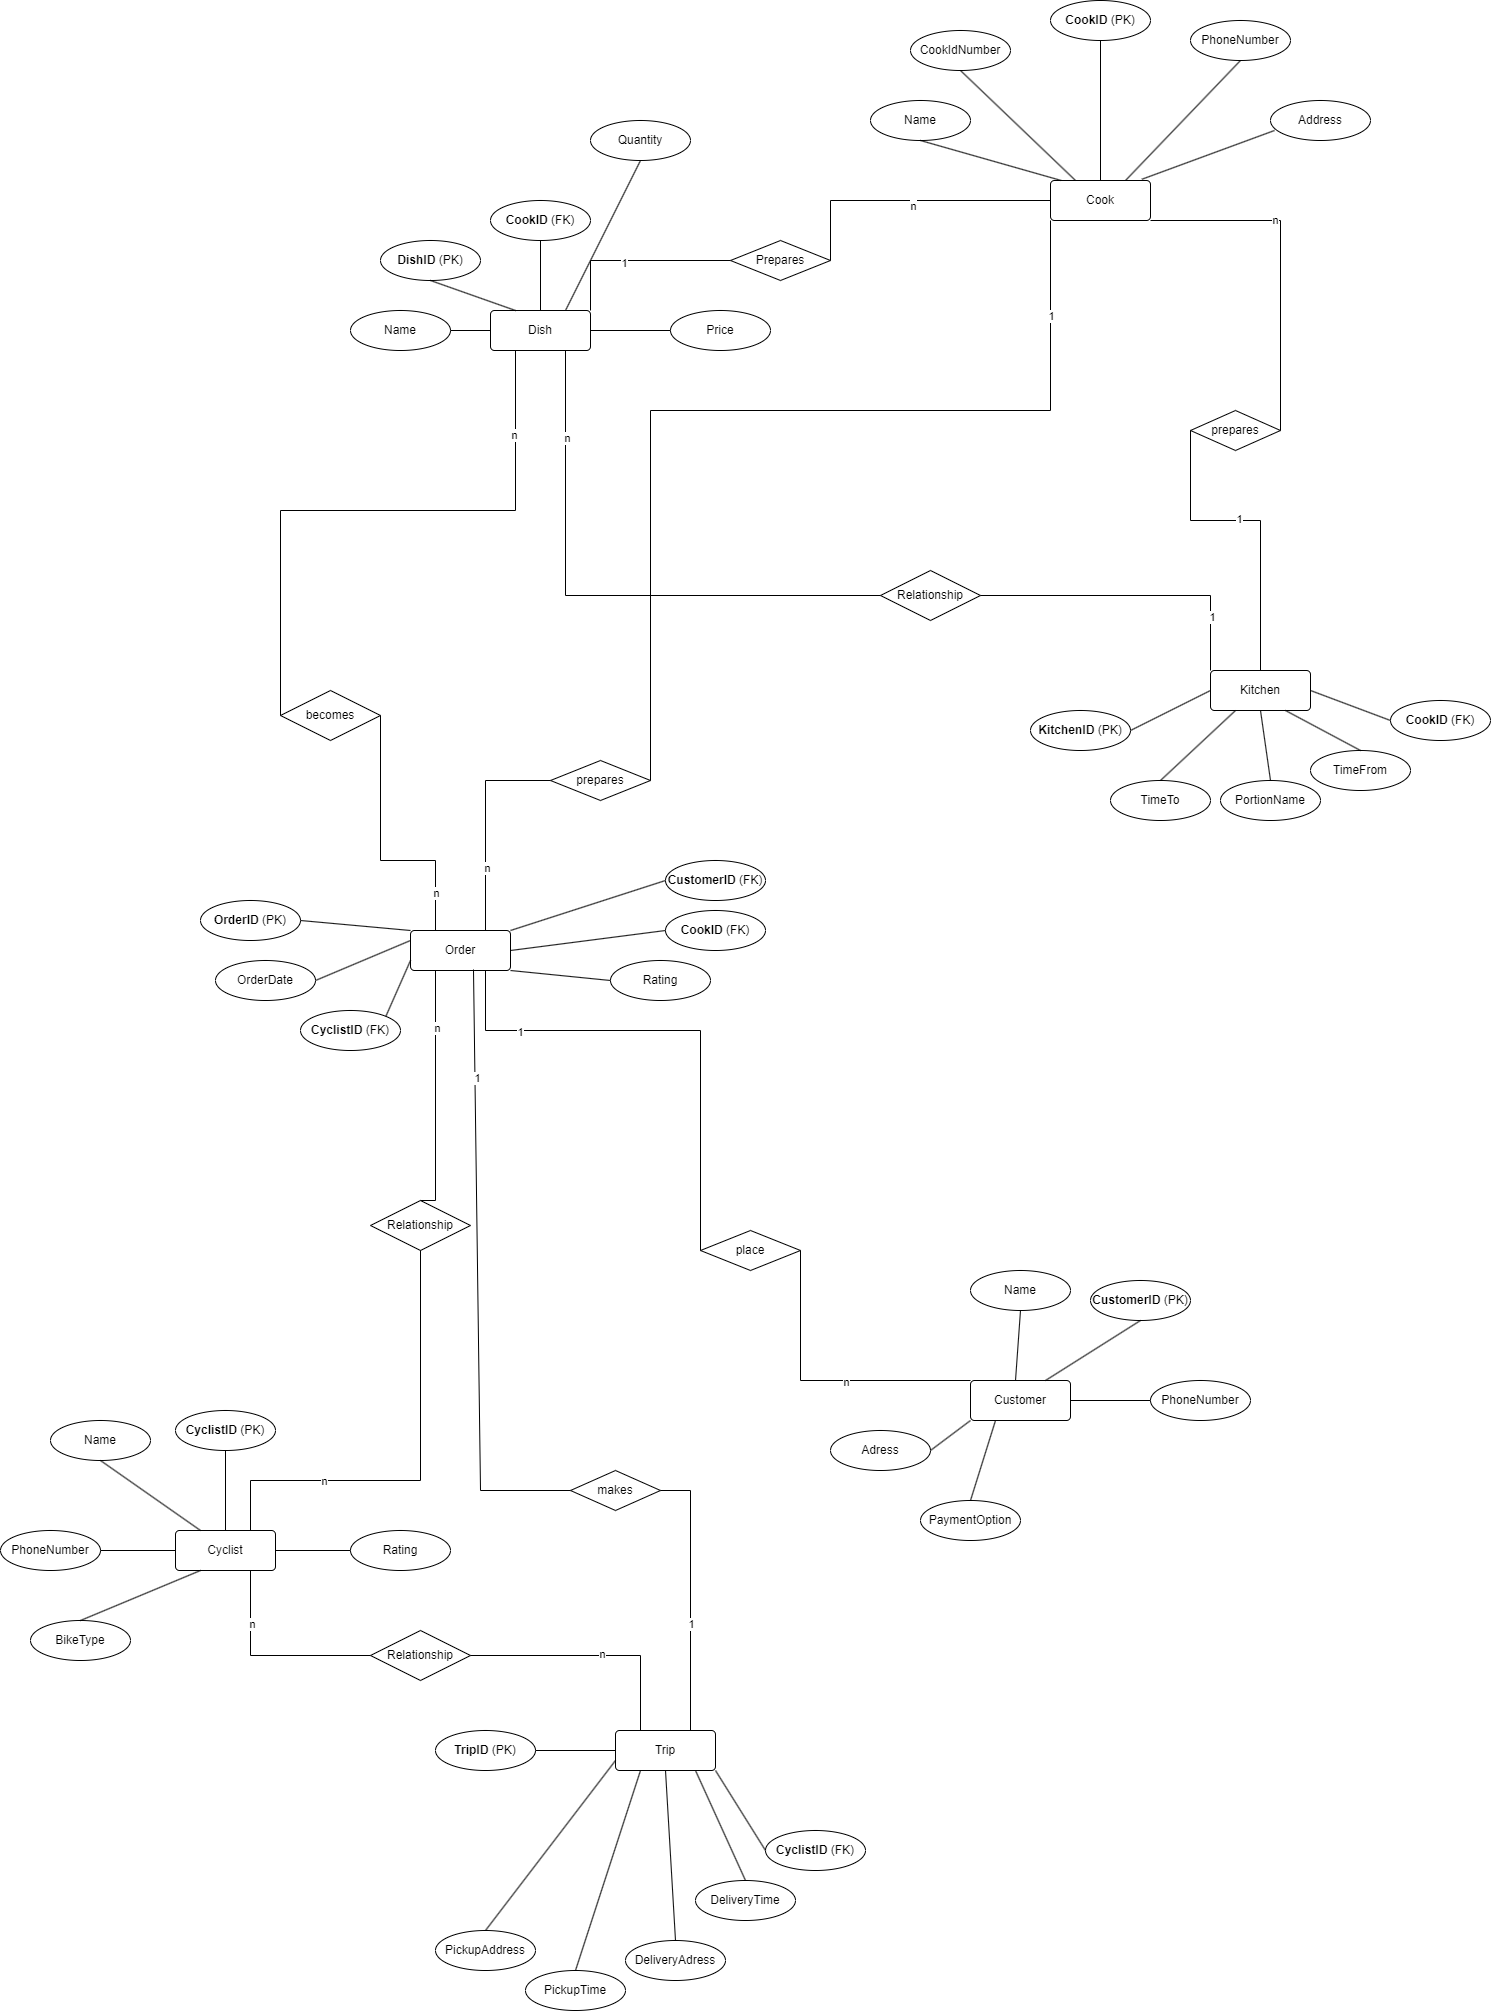 CookID (PK)
PhoneNumber
CookIdNumber
Name
Address
Quantity
Cook
n
n
CookID (FK)
DishID (PK)
Prepares
1
Name
Dish
Price
1
n
n
prepares
1
Relationship
1
Kitchen
becomes
KitchenID (PK)
CookID (FK)
TimeFrom
prepares
TimeTo
PortionName
n
n
CustomerID (FK)
OrderID (PK)
CookID (FK)
Order
OrderDate
Rating
CyclistID (FK)
n
1
1
Relationship
place
Name
CustomerID (PK)
n
Customer
PhoneNumber
CyclistID (PK)
Name
Adress
n
makes
PaymentOption
PhoneNumber
Cyclist
Rating
n
1
BikeType
Relationship
n
TripID (PK)
Trip
CyclistID (FK)
DeliveryTime
PickupAddress
DeliveryAdress
PickupTime